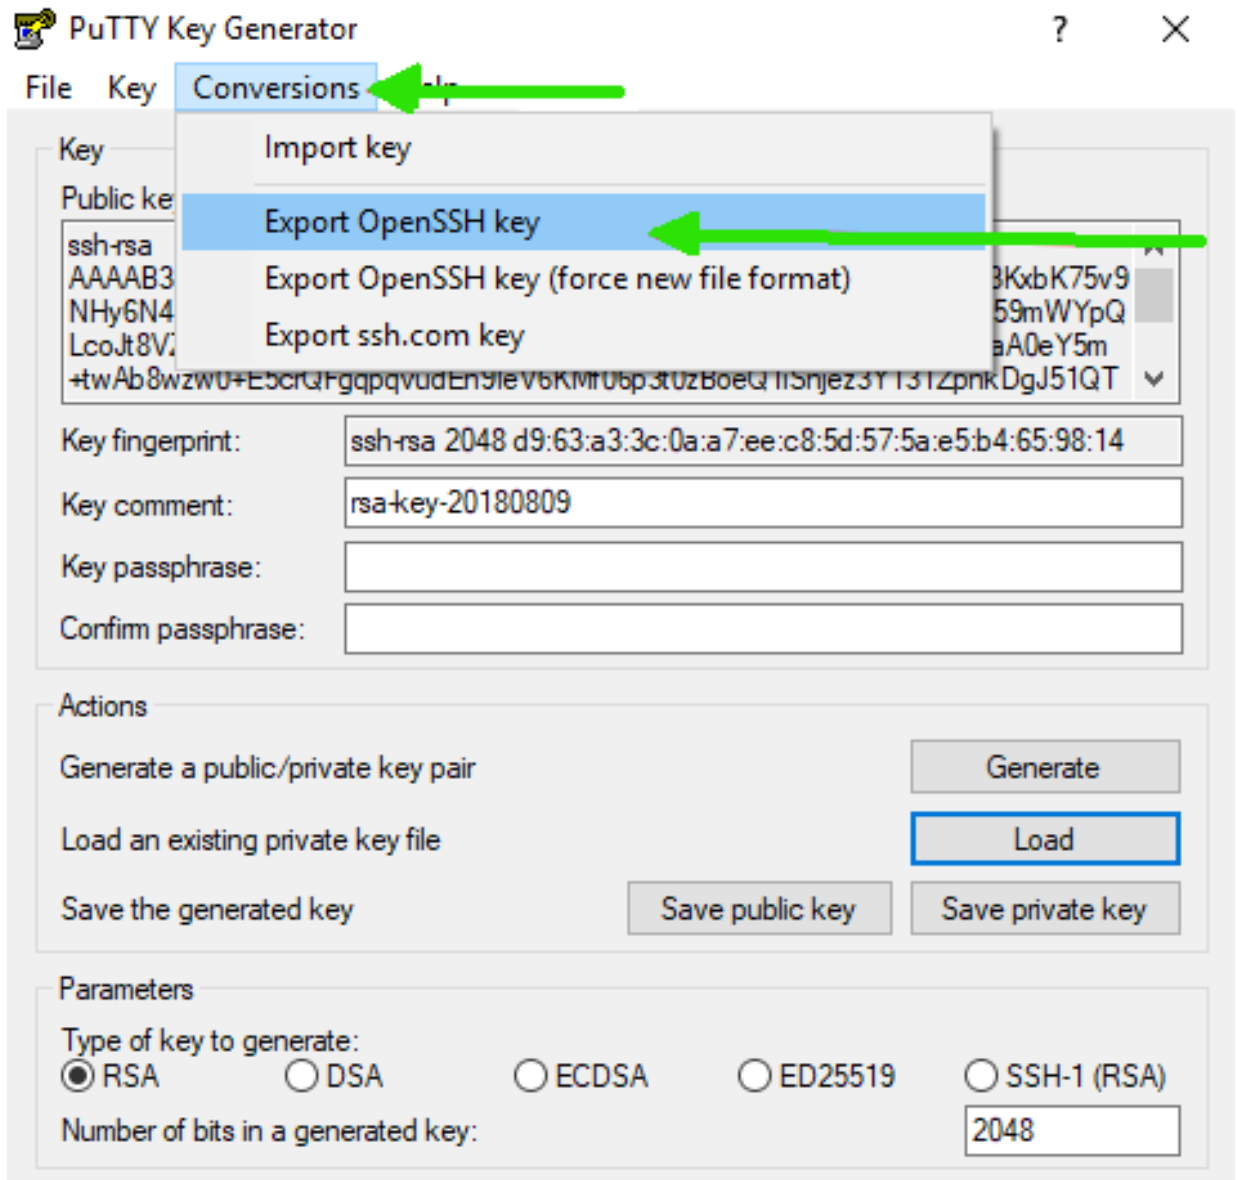 PuTTY Key Generator
?
File Key Conversions
Import key
Export OpenSSH key
Export OpenSSH key (force new file format)
Export ssh.com key
Key
Public key
ssh-rsa
AAAAB3 3KxbK75v9
NHy6N4 59mWYpQ
LcoJt8VZ aA0eY5m
Key fingerprint: ssh-rsa 2048 d9:63:a3:3c:0a:a7:ee:c8:5d:57:5a:e5:b4:65:98:14
Key comment: rsa-key-20180809
Key passphrase:
Confirm passphrase:
Actions
Generate a public/private key pair Generate
Load an existing private key file Load
Save the generated key Save public key Save private key
Parameters
Type of key to generate:
RSA DSA ECDSA ED25519 SSH-1 (RSA)
Number of bits in a generated key: 2048